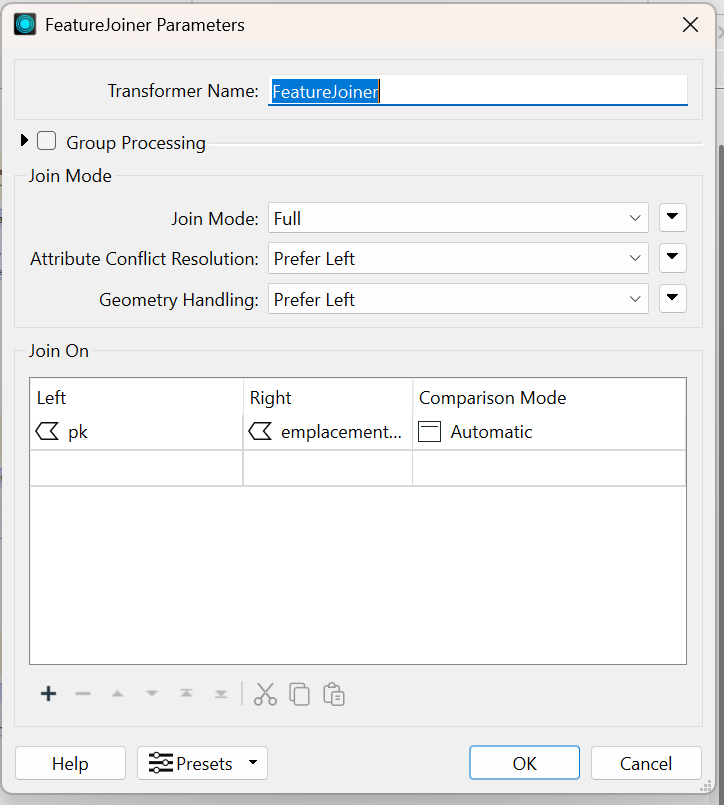 FeatureJoiner Parameters
Transformer Name: FeatureJoiner
Group Processing
Join Mode
Join Mode: Full
Attribute Conflict Resolution: Prefer Left
Geometry Handling: Prefer Left
Join On
Left Right Comparison Mode
pk emplacement... Automatic
Help Presets OK Cancel